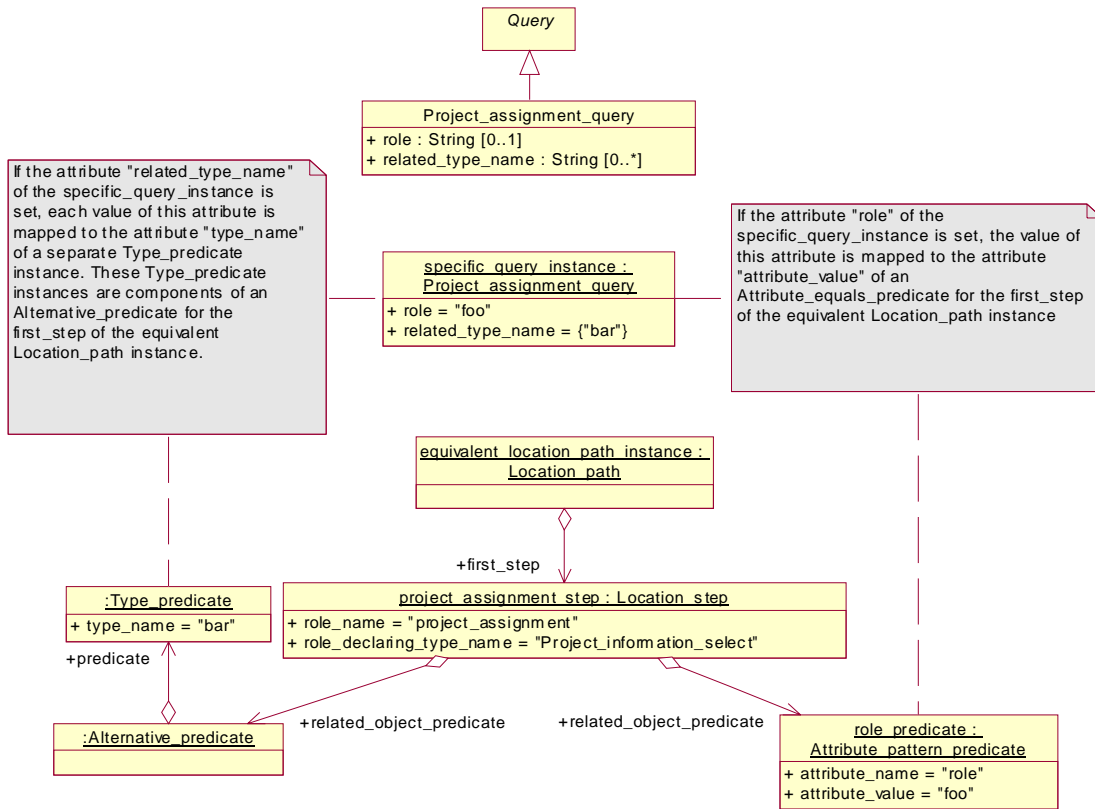 Query
Project_assignment_query
+ role : String [0..1]
+ related_type_name : String [0..*]
If the attribute "related_type_name"
of the specific_query_instance is
set, each value of this attribute is
mapped to the attribute "type_name"
of a separate Type_predicate
instance. These Type_predicate
instances are components of an
Alternative_predicate for the
first_step of the equivalent
Location_path instance.
specific_query_instance :
Project_assignment_query
+ role = "foo"
+ related_type_name = {"bar"}
If the attribute "role" of the
specific_query_instance is set, the value of
this attribute is mapped to the attribute
"attribute_value" of an
Attribute_equals_predicate for the first_step
of the equivalent Location_path instance
equivalent_location_path_instance :
Location_path
+first_step
:Type_predicate
+ type_name = "bar"
+predicate
project_assignment_step : Location_step
+ role_name = "project_assignment"
+ role_declaring_type_name = "Project_information_select"
+related_object_predicate
+related_object_predicate
:Alternative_predicate
role_predicate :
Attribute_pattern_predicate
+ attribute_name = "role"
+ attribute_value = "foo"